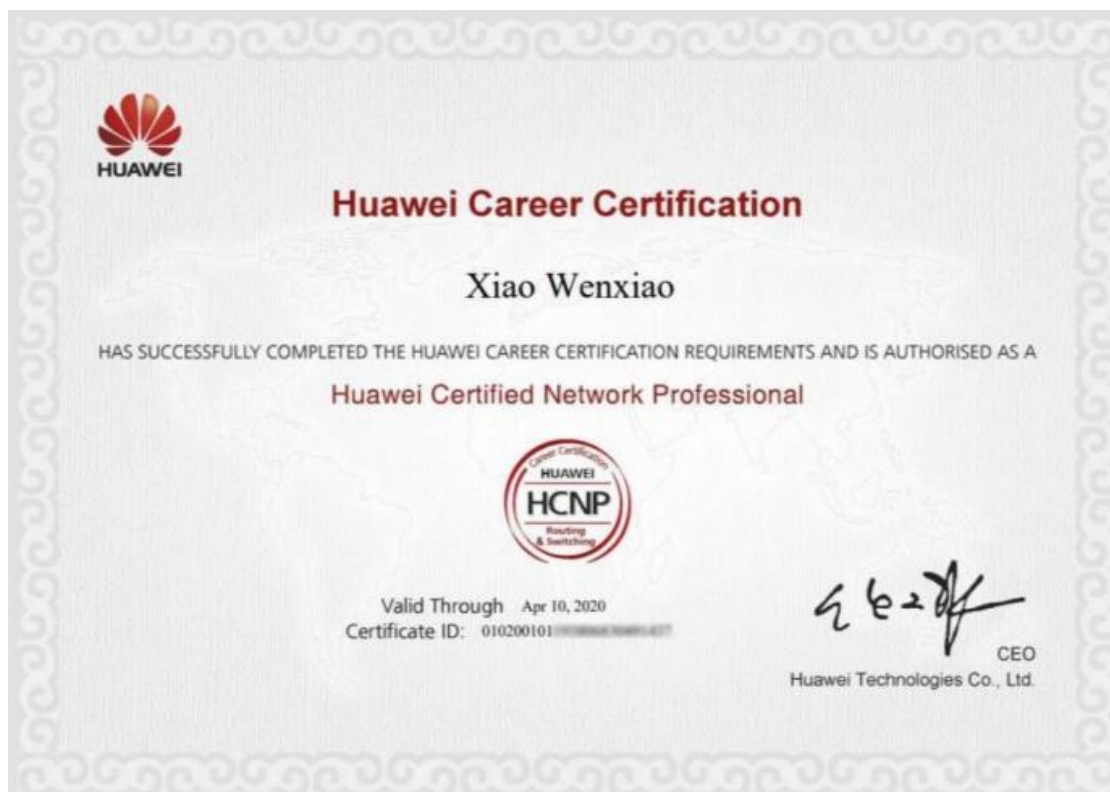 HUAWEI
Huawei Career Certification
Xiao Wenxiao
HAS SUCCESSFULLY COMPLETED THE HUAWEI CAREER CERTIFICATION REQUIREMENTS AND IS AUTHORISED AS A
Huawei Certified Network Professional
Career Certification
HUAWEI
HCNP
Routing
& Switching
Valid Through Apr 10, 2020
Certificate ID: 010200101
CEO
Huawei Technologies Co., Ltd.